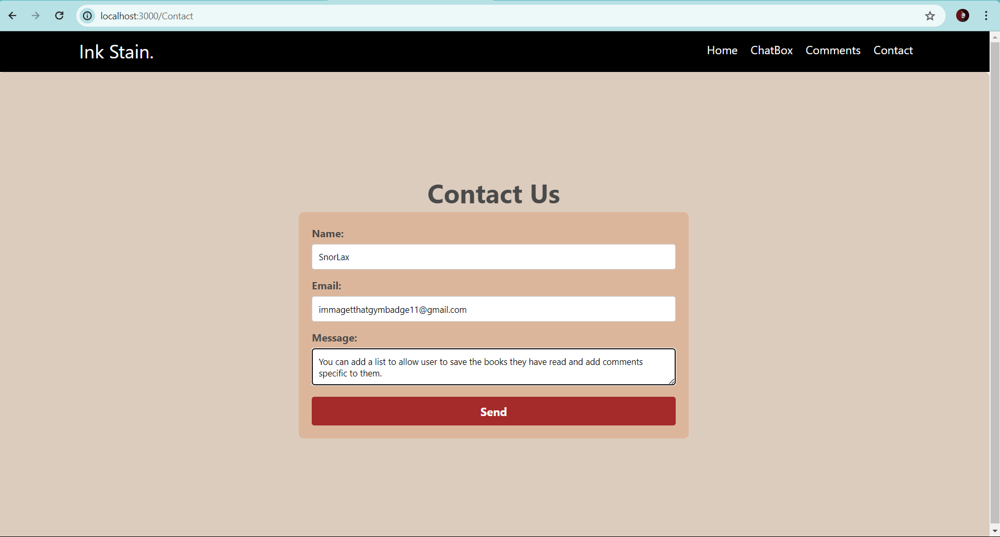 localhost:3000/Contact
Ink Stain.
Home ChatBox Comments Contact
Contact Us
Name:
SnorLax
Email:
immagetthatgymbadge11@gmail.com
Message:
You can add a list to allow user to save the books they have read and add comments
specific to them.
Send